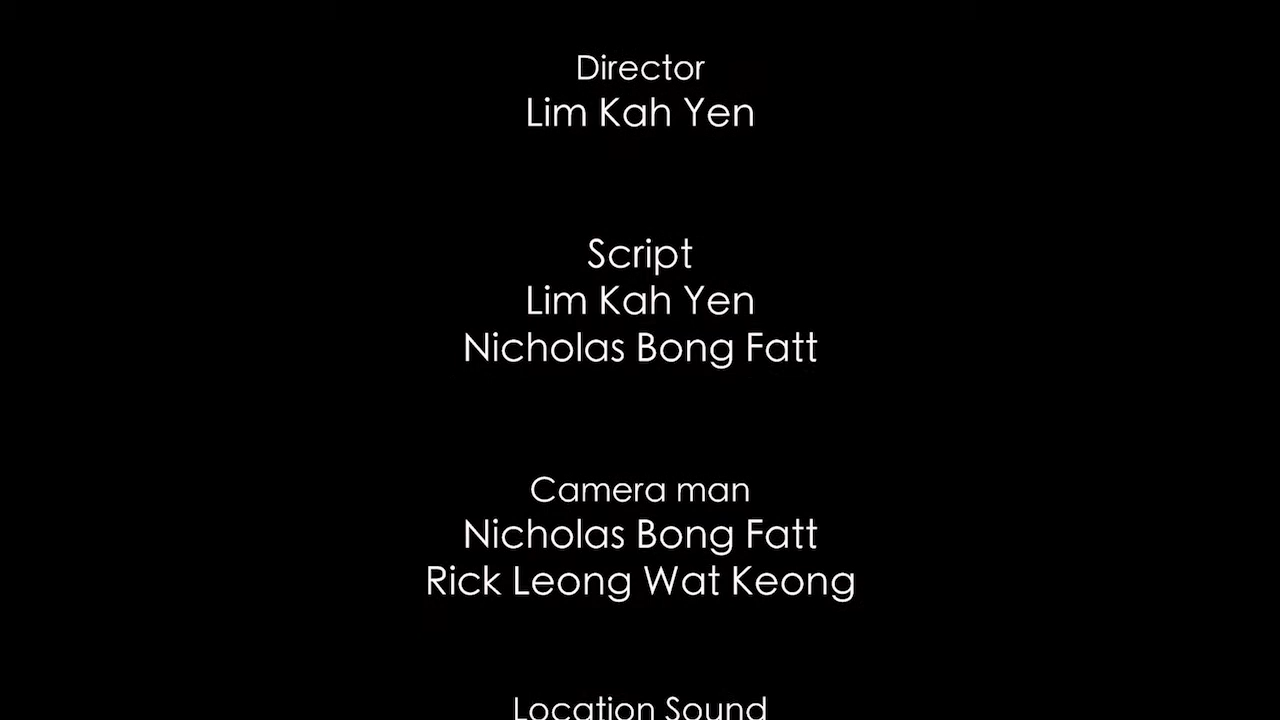 Director
Lim Kah Yen
Script
Lim Kah Yen
Nicholas Bong Fatt
Camera man
Nicholas Bong Fatt
Rick Leong Wat Keong
Location Sound